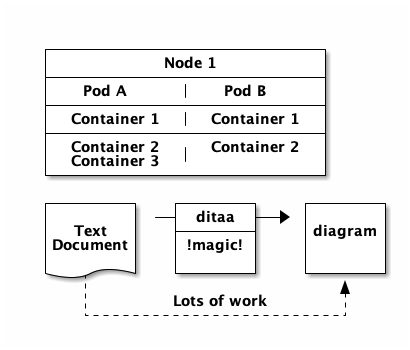 Node 1
Pod A | Pod B
Container 1 | Container 1
Container 2 | Container 2
Container 3
Text
Document
ditaa
!magic!
diagram
Lots of work